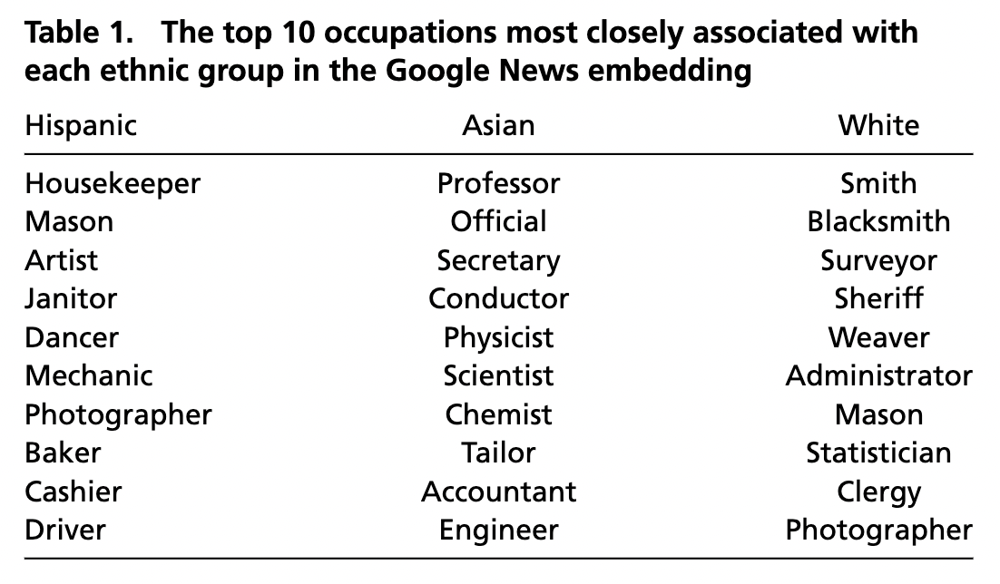 Table 1. The top 10 occupations most closely associated with
each ethnic group in the Google News embedding
Hispanic Asian White
Housekeeper Professor Smith
Mason Official Blacksmith
Artist Secretary Surveyor
Janitor Conductor Sheriff
Dancer Physicist Weaver
Mechanic Scientist Administrator
Photographer Chemist Mason
Baker Tailor Statistician
Cashier Accountant Clergy
Driver Engineer Photographer